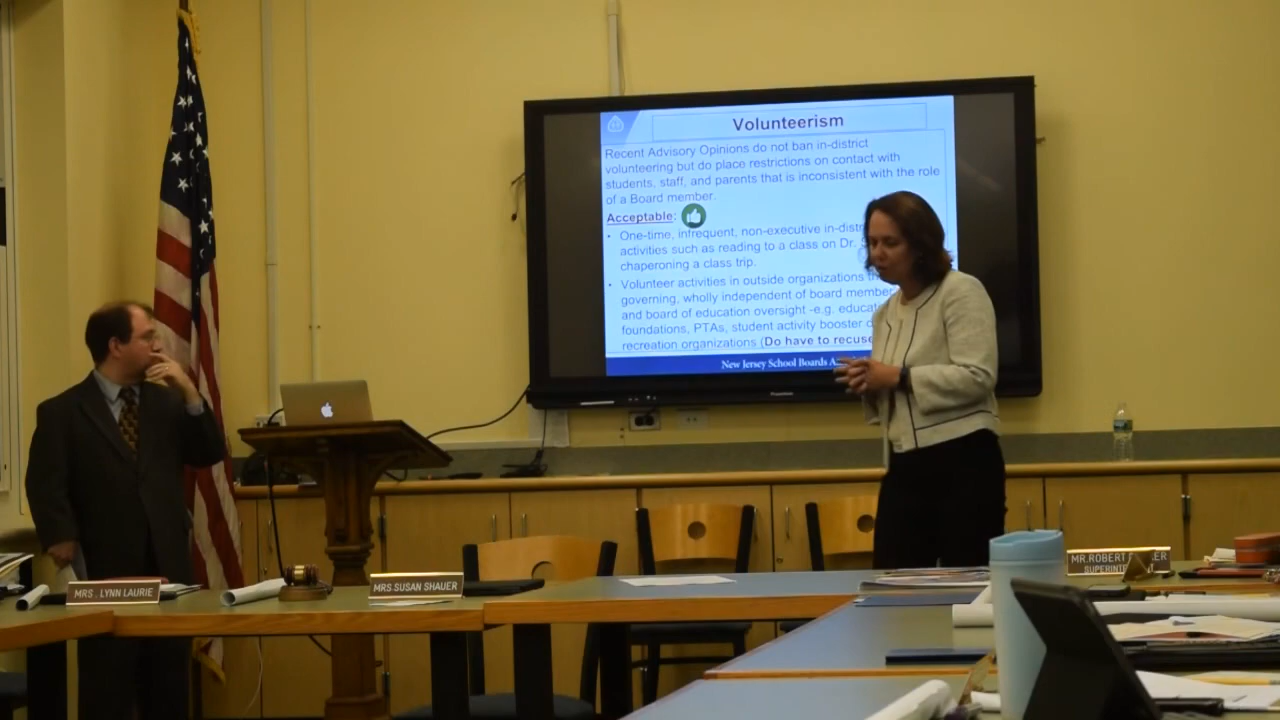 Volunteerism
Recent Advisory Opinions do not ban in-district
volunteering but do place restrictions on contact with
students, staff, and parents that is inconsistent with the role
of a Board member.
Acceptable:
• One-time, infrequent, non-executive in-distr
activities such as reading to a class on Dr. S
chaperoning a class trip.
• Volunteer activities in outside organizations th
governing, wholly independent of board member
and board of education oversight -e.g. educat
foundations, PTAs, student activity booster
recreation organizations (Do have to recuse
New Jersey School Boards
MRS . LYNN LAURIE
MRS SUSAN SHAUER
MR. ROBERT